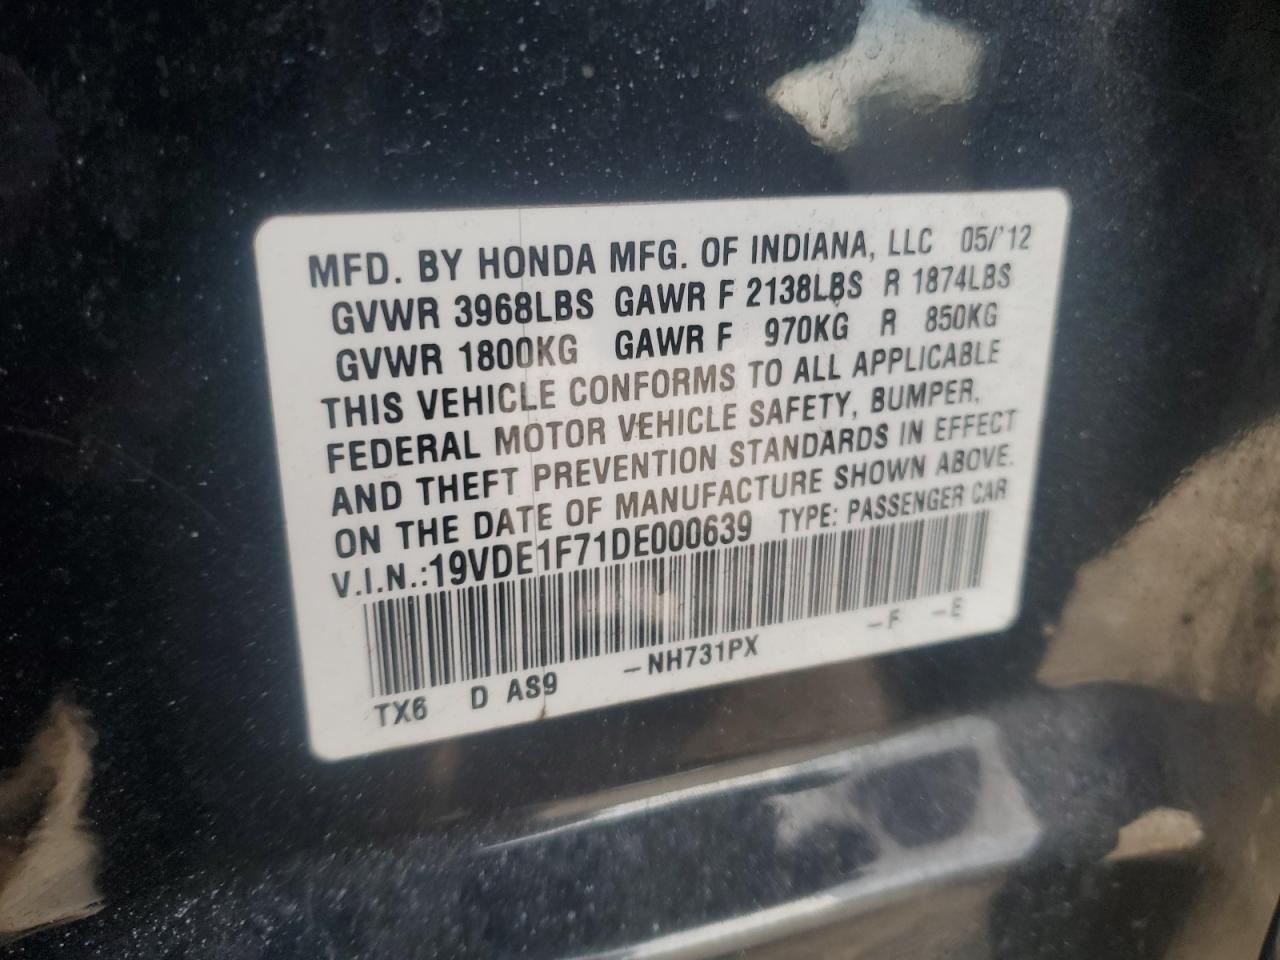 MFD. BY HONDA MFG. OF INDIANA, LLC 05/'12
GVWR 3968LBS GAWR F 2138LBS R 1874LBS
GVWR 1800KG GAWR F 970KG R 850KG
THIS VEHICLE CONFORMS TO ALL APPLICABLE
FEDERAL MOTOR VEHICLE SAFETY, BUMPER,
AND THEFT PREVENTION STANDARDS IN EFFECT
ON THE DATE OF MANUFACTURE SHOWN ABOVE.
V.I.N.:19VDE1F71DE000639 TYPE: PASSENGER CAR
TX6 D AS9 -NH731PX -F -E